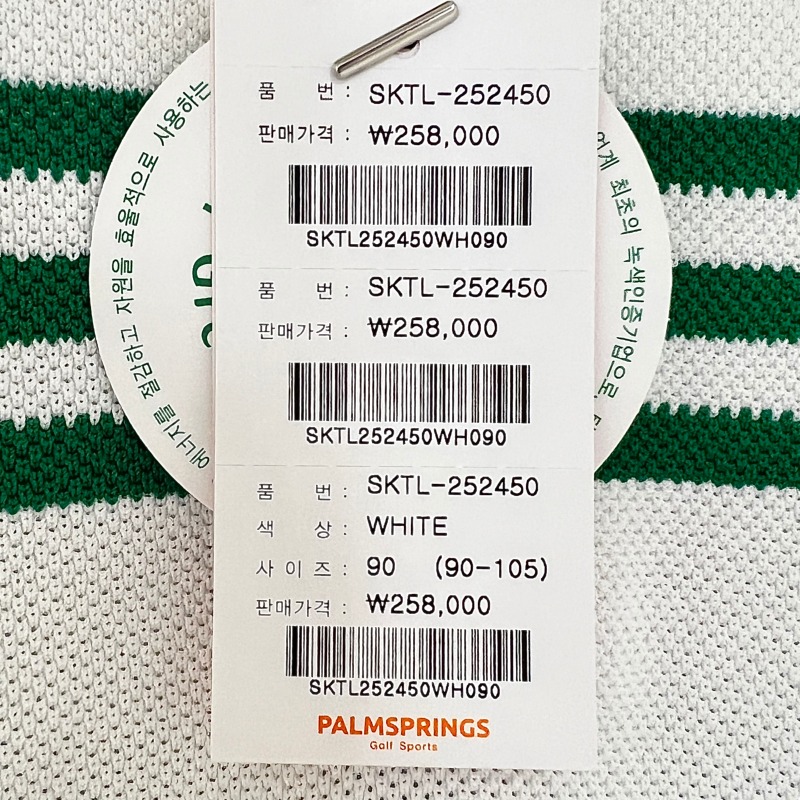 품 번 : SKTL-252450
판매가격 : ₩258,000
SKTL252450WH090
품 번 : SKTL-252450
판매가격 : ₩258,000
SKTL252450WH090
품 번 : SKTL-252450
색 상 : WHITE
사 이 즈 : 90 (90-105)
판매가격 : ₩258,000
SKTL252450WH090
PALMSPRINGS
Golf Sports
에너지를 절감하고 자원을 효율적으로 사용하는
업계 최초의 녹색인증기업으로,